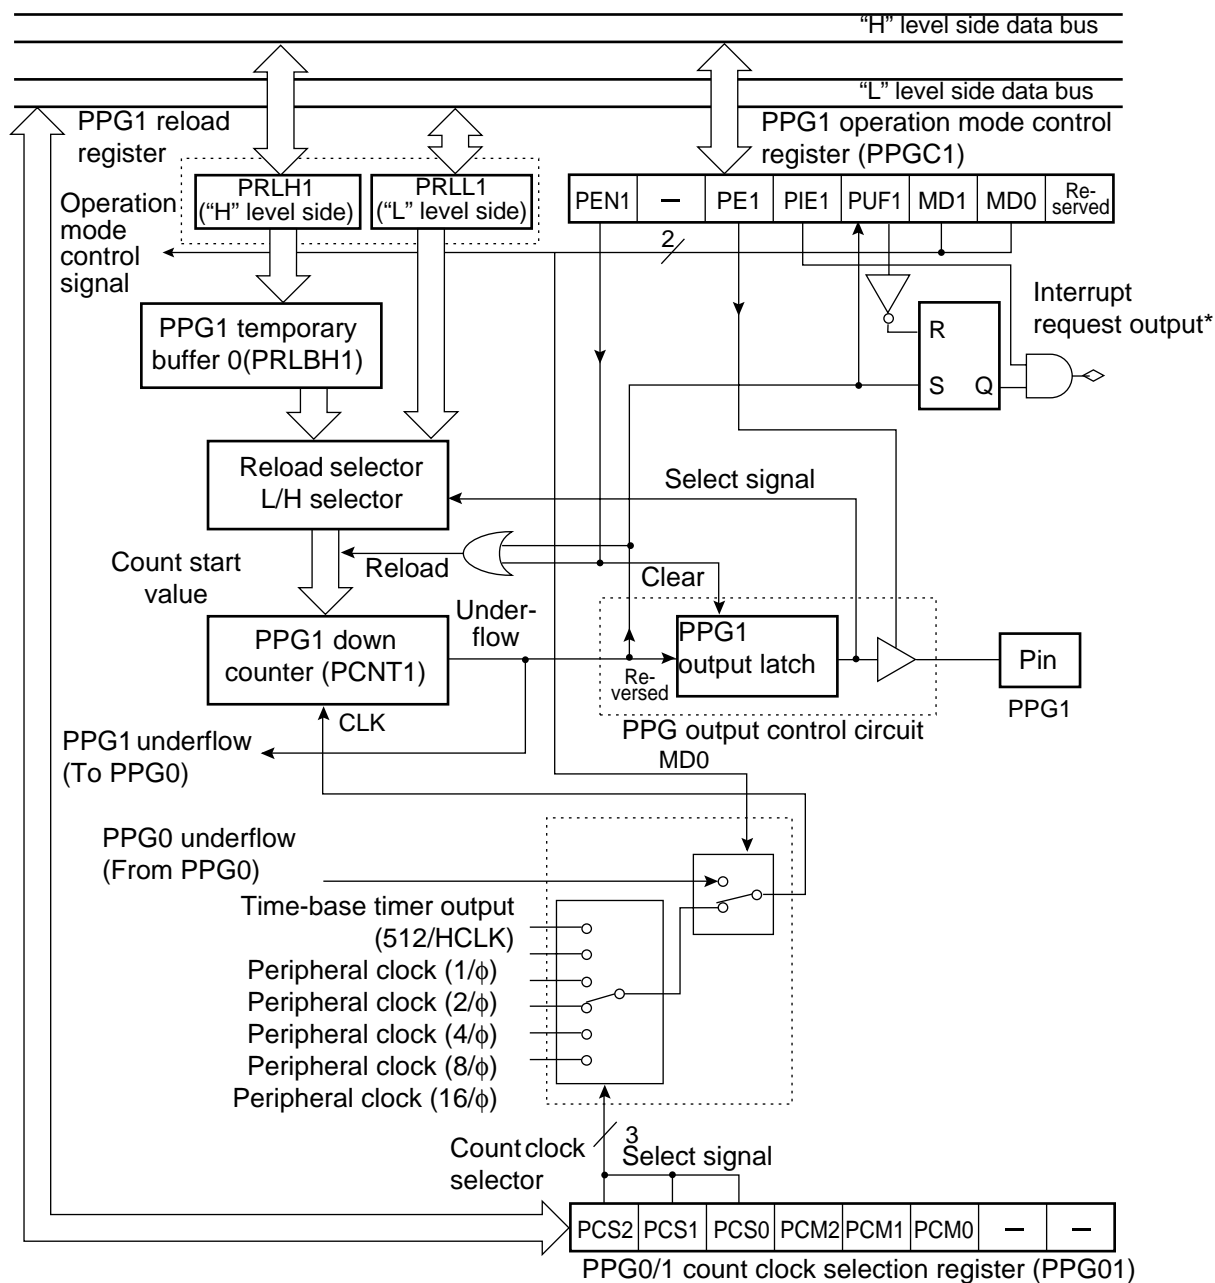 “H” level side data bus
“L” level side data bus
PPG1 reload
register
PPG1 operation mode control
register (PPGC1)
PRLH1
(“H” level side)
PRLL1
(“L” level side)
PEN1
—
PE1
PIE1
PUF1
MD1
MD0
Re-
served
Operation
mode
control
signal
2
Interrupt
request output*
PPG1 temporary
buffer 0(PRLBH1)
R
S
Q
Reload selector
L/H selector
Select signal
Count start
value
Reload
Clear
Under-
flow
PPG1 down
counter (PCNT1)
PPG1
output latch
Re-
versed
Pin
PPG1
CLK
PPG output control circuit
PPG1 underflow
(To PPG0)
MD0
PPG0 underflow
(From PPG0)
Time-base timer output
(512/HCLK)
Peripheral clock (1/ϕ)
Peripheral clock (2/ϕ)
Peripheral clock (4/ϕ)
Peripheral clock (8/ϕ)
Peripheral clock (16/ϕ)
Count clock
selector
3
Select signal
PCS2
PCS1
PCS0
PCM2
PCM1
PCM0
—
—
PPG0/1 count clock selection register (PPG01)